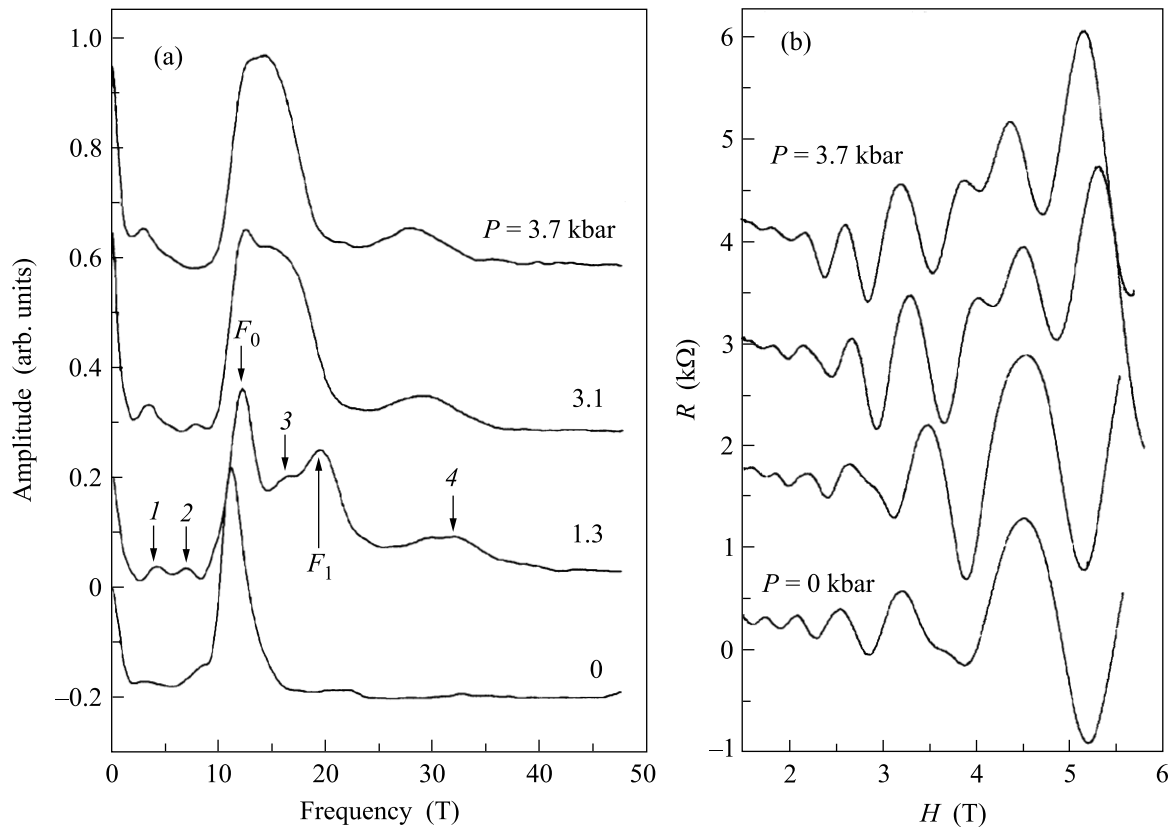 (a)
1.0
0.8
0.6
0.4
0.2
0
–0.2
Amplitude (arb. units)
P = 3.7 kbar
3.1
1.3
0
F0
F1
1
2
3
4
0 10 20 30 40 50
Frequency (T)
(b)
6
5
4
3
2
1
0
–1
R (kΩ)
P = 3.7 kbar
P = 0 kbar
2 3 4 5 6
H (T)